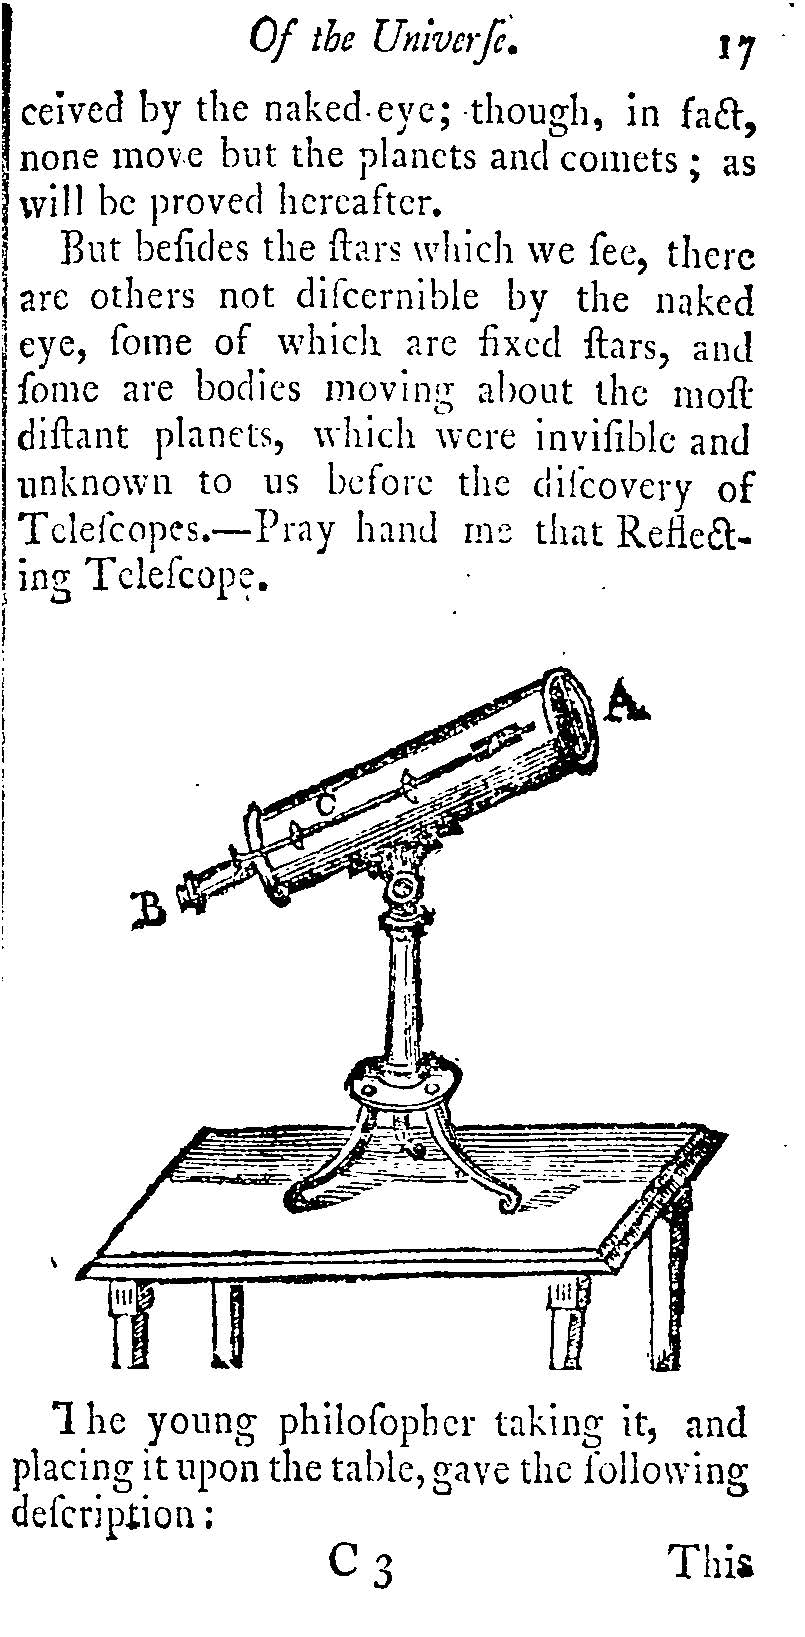 Of the Univerſe. 17
ceived by the naked eye; though, in fact,
none move but the planets and comets; as
will be proved hereafter.
But beſides the ſtars which we ſee, there
are others not diſcernible by the naked
eye, ſome of which are fixed ſtars, and
ſome are bodies moving about the moſt
diſtant planets, which were inviſible and
unknown to us before the diſcovery of
Teleſcopes.—Pray hand me that Reflect-
ing Teleſcope.
A
C
B
The young philoſopher taking it, and
placing it upon the table, gave the following
deſcription:
C 3 This